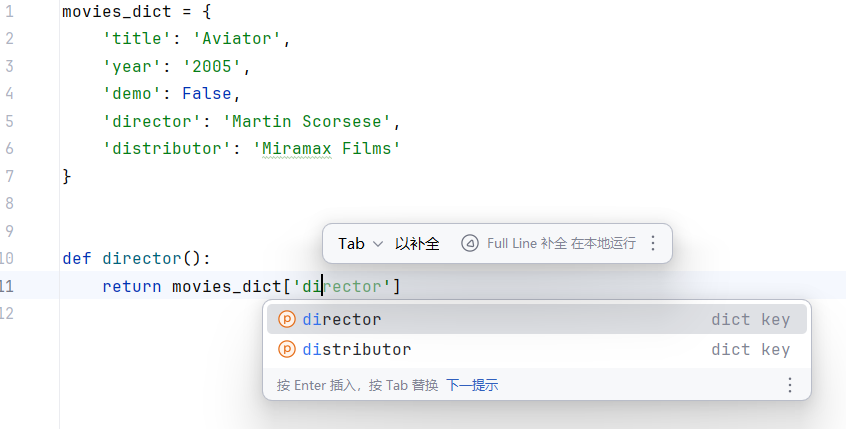 1 movies_dict = {
2 'title': 'Aviator',
3 'year': '2005',
4 'demo': False,
5 'director': 'Martin Scorsese',
6 'distributor': 'Miramax Films'
7 }
8
9
Tab 以补全 Full Line 补全 在本地运行
10 def director():
11 return movies_dict['director']
12
director dict key
distributor dict key
按 Enter 插入，按 Tab 替换 下一提示